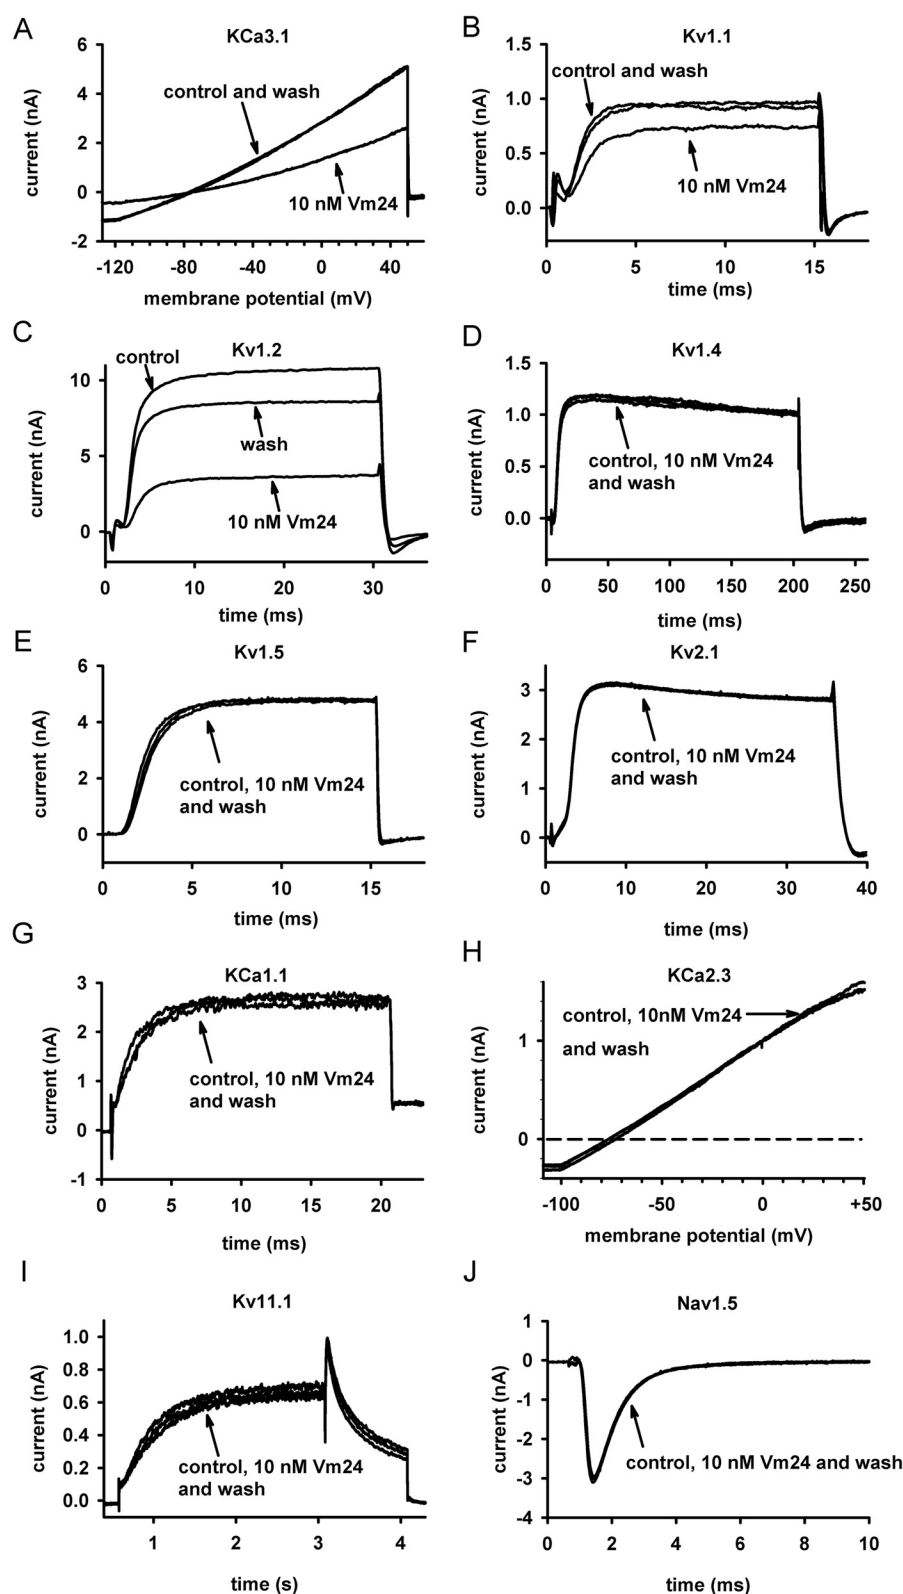 A
KCa3.1
6
4
2
0
-2
current (nA)
control and wash
10 nM Vm24
-120 -80 -40 0 40
membrane potential (mV)
B
Kv1.1
1.5
1.0
0.5
0.0
current (nA)
control and wash
10 nM Vm24
0 5 10 15
time (ms)
C
Kv1.2
10
5
0
current (nA)
control
wash
10 nM Vm24
0 10 20 30
time (ms)
D
Kv1.4
1.5
1.0
0.5
0.0
current (nA)
control, 10 nM Vm24
and wash
0 50 100 150 200 250
time (ms)
E
Kv1.5
6
4
2
0
current (nA)
control, 10 nM Vm24
and wash
0 5 10 15
time (ms)
F
Kv2.1
3
2
1
0
current (nA)
control, 10 nM Vm24
and wash
0 10 20 30 40
time (ms)
G
KCa1.1
3
2
1
0
-1
current (nA)
control, 10 nM Vm24
and wash
0 5 10 15 20
time (ms)
H
KCa2.3
1
0
current (nA)
control, 10nM Vm24
and wash
-100 -50 0 +50
membrane potential (mV)
I
Kv11.1
1.0
0.8
0.6
0.4
0.2
0.0
current (nA)
control, 10 nM Vm24
and wash
1 2 3 4
time (s)
J
Nav1.5
1
0
-1
-2
-3
-4
current (nA)
control, 10 nM Vm24 and wash
0 2 4 6 8 10
time (ms)